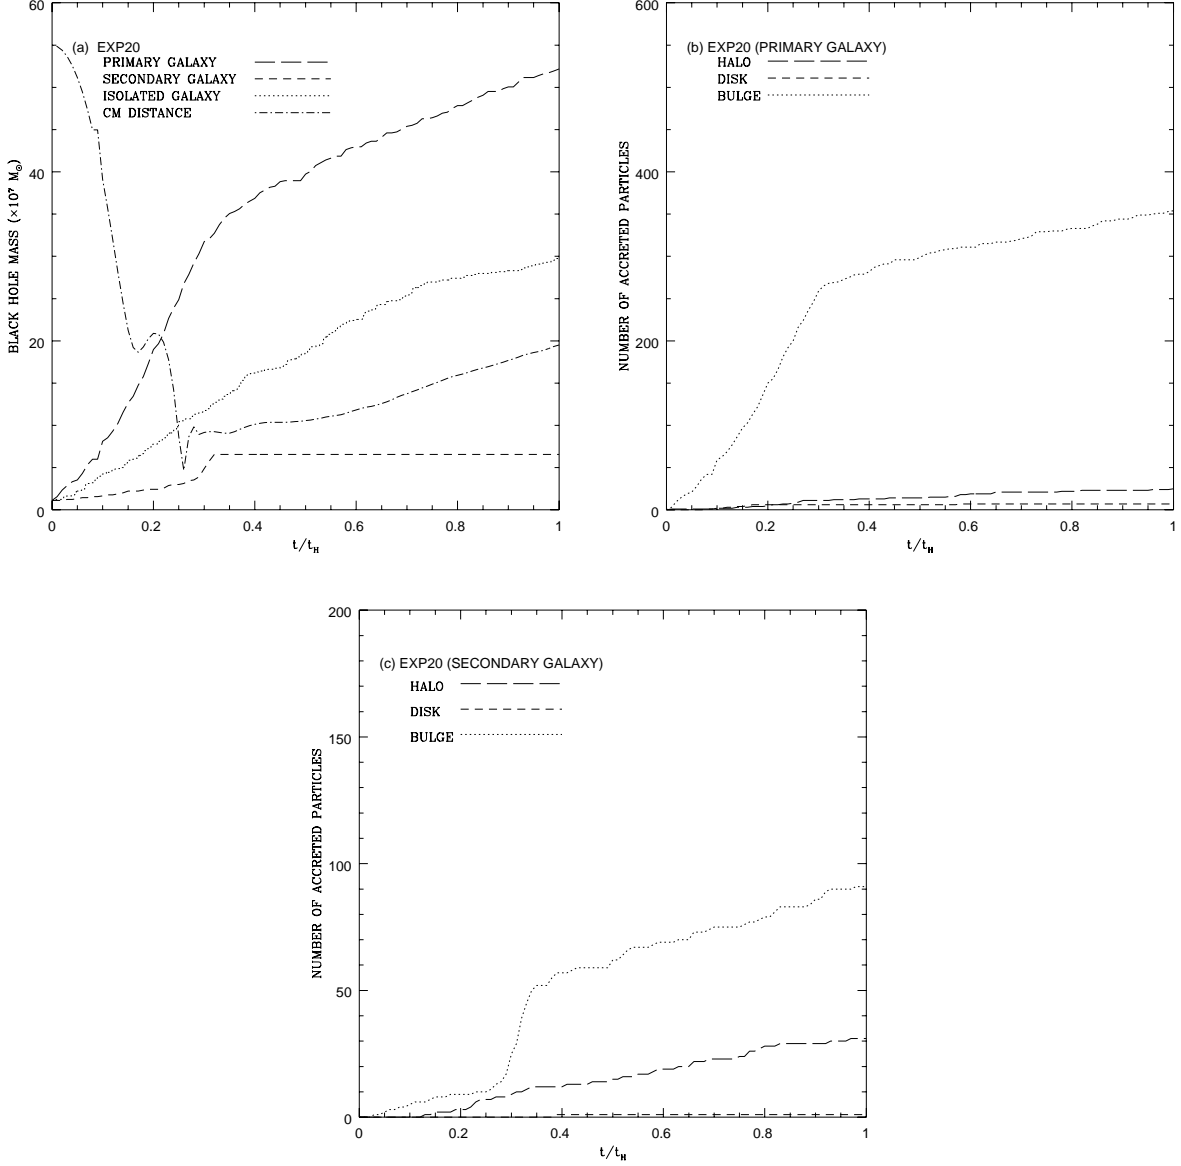 (a) EXP20
PRIMARY GALAXY
SECONDARY GALAXY
ISOLATED GALAXY
CM DISTANCE
BLACK HOLE MASS (×10⁷ M☉)
60
40
20
0
0 0.2 0.4 0.6 0.8 1
t/t_H
(b) EXP20 (PRIMARY GALAXY)
HALO
DISK
BULGE
NUMBER OF ACCRETED PARTICLES
600
400
200
0
0 0.2 0.4 0.6 0.8 1
t/t_H
(c) EXP20 (SECONDARY GALAXY)
HALO
DISK
BULGE
NUMBER OF ACCRETED PARTICLES
200
150
100
50
0
0 0.2 0.4 0.6 0.8 1
t/t_H